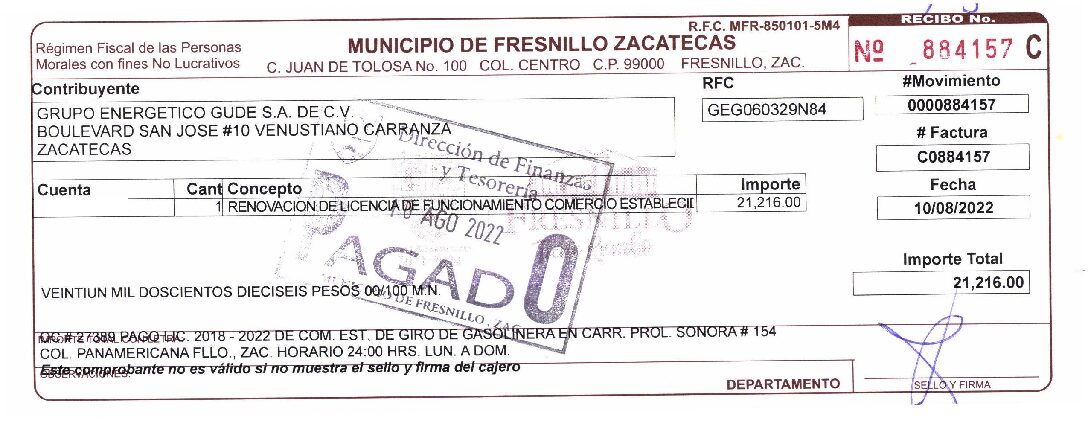 R.F.C. MFR-850101-5M4
RECIBO No.
Régimen Fiscal de las Personas
Morales con fines No Lucrativos
MUNICIPIO DE FRESNILLO ZACATECAS
C. JUAN DE TOLOSA No. 100 COL. CENTRO C.P. 99000 FRESNILLO, ZAC.
Nº 884157 C
Contribuyente
RFC
#Movimiento
GRUPO ENERGETICO GUDE S.A. DE C.V.
BOULEVARD SAN JOSE #10 VENUSTIANO CARRANZA
ZACATECAS
GEG060329N84
0000884157
# Factura
C0884157
Cuenta Cant Concepto Importe
1 RENOVACION DE LICENCIA DE FUNCIONAMIENTO COMERCIO ESTABLECID 21,216.00
Fecha
10/08/2022
Dirección de Finanzas
y Tesorería
10 AGO 2022
PAGADO
MUNICIPIO DE FRESNILLO, ZAC.
FRESNILLO
Importe Total
21,216.00
VEINTIUN MIL DOSCIENTOS DIECISEIS PESOS 00/100 M.N.
OC # 27389 PAGO LIC. 2018 - 2022 DE COM. EST. DE GIRO DE GASOLINERA EN CARR. PROL. SONORA # 154
COL. PANAMERICANA FLLO., ZAC. HORARIO 24:00 HRS. LUN. A DOM.
Este comprobante no es válido si no muestra el sello y firma del cajero
OBSERVACIONES:
DEPARTAMENTO
SELLO Y FIRMA